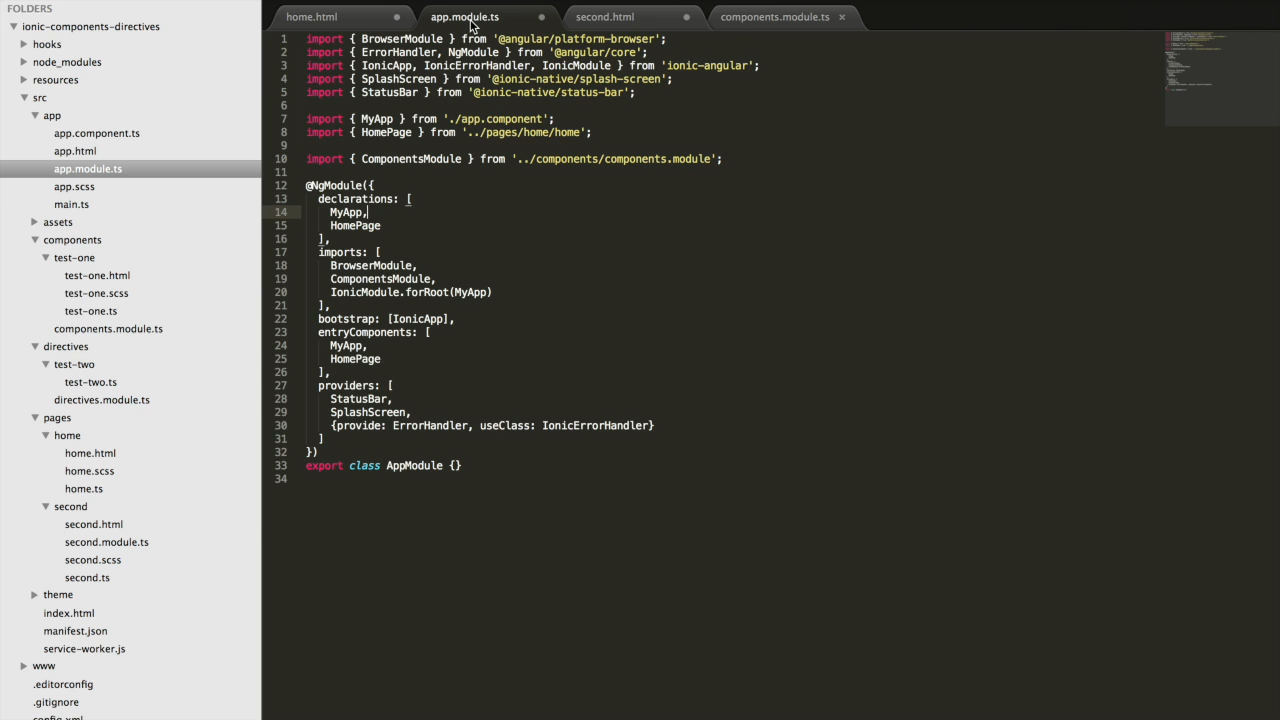 FOLDERS
ionic-components-directives
hooks
node_modules
resources
src
app
app.component.ts
app.html
app.module.ts
app.scss
main.ts
assets
components
test-one
test-one.html
test-one.scss
test-one.ts
components.module.ts
directives
test-two
test-two.ts
directives.module.ts
pages
home
home.html
home.scss
home.ts
second
second.html
second.module.ts
second.scss
second.ts
theme
index.html
manifest.json
service-worker.js
www
.editorconfig
.gitignore
config.xml
home.html app.module.ts second.html components.module.ts
1 import { BrowserModule } from '@angular/platform-browser';
2 import { ErrorHandler, NgModule } from '@angular/core';
3 import { IonicApp, IonicErrorHandler, IonicModule } from 'ionic-angular';
4 import { SplashScreen } from '@ionic-native/splash-screen';
5 import { StatusBar } from '@ionic-native/status-bar';
6
7 import { MyApp } from './app.component';
8 import { HomePage } from '../pages/home/home';
9
10 import { ComponentsModule } from '../components/components.module';
11
12 @NgModule({
13 declarations: [
14 MyApp,
15 HomePage
16 ],
17 imports: [
18 BrowserModule,
19 ComponentsModule,
20 IonicModule.forRoot(MyApp)
21 ],
22 bootstrap: [IonicApp],
23 entryComponents: [
24 MyApp,
25 HomePage
26 ],
27 providers: [
28 StatusBar,
29 SplashScreen,
30 {provide: ErrorHandler, useClass: IonicErrorHandler}
31 ]
32 })
33 export class AppModule {}
34